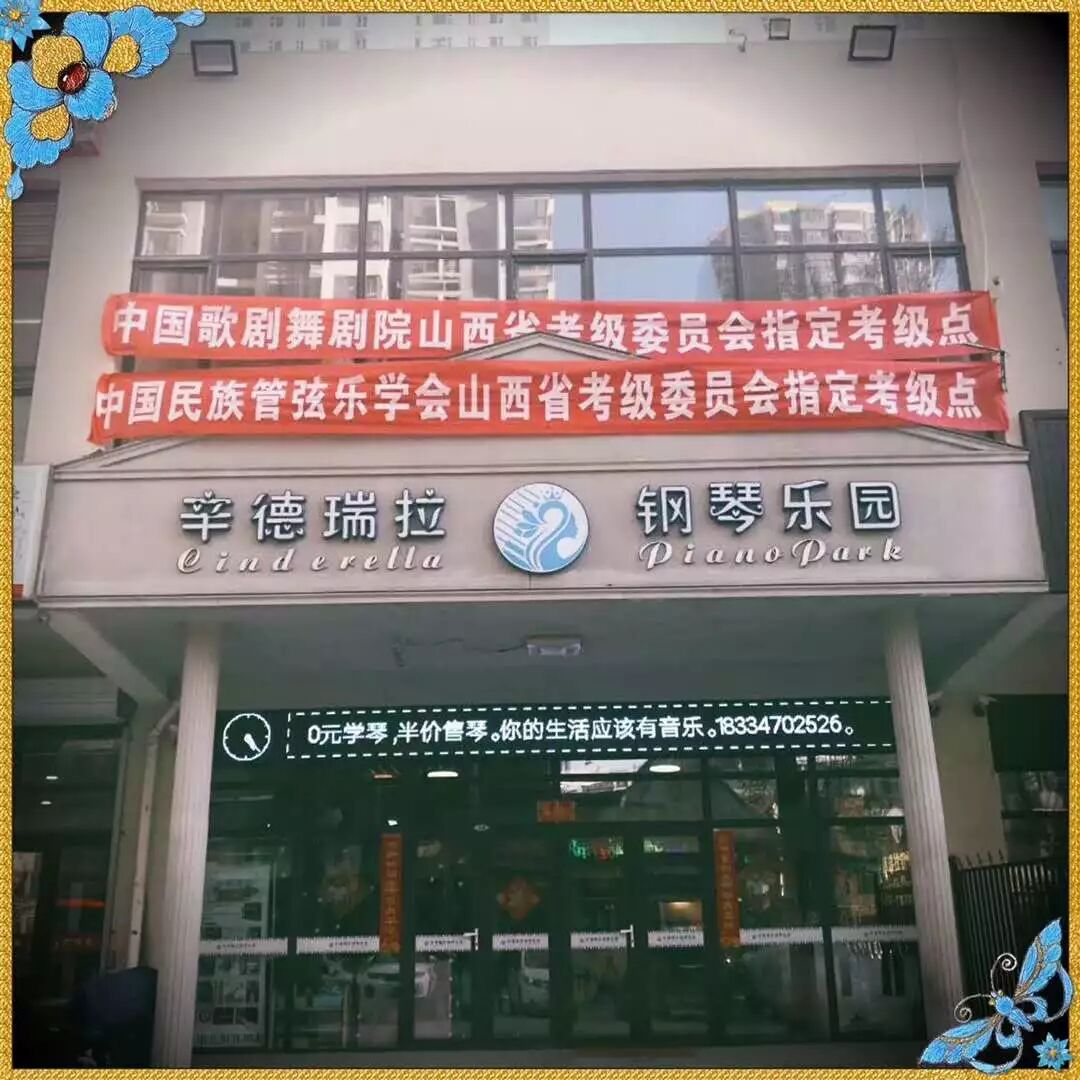 中国歌剧舞剧院山西省考级委员会指定考级点
中国民族管弦乐学会山西省考级委员会指定考级点
辛德瑞拉 钢琴乐园
Cinderella PianoPark
0元学琴,半价售琴。你的生活应该有音乐。18334702526。